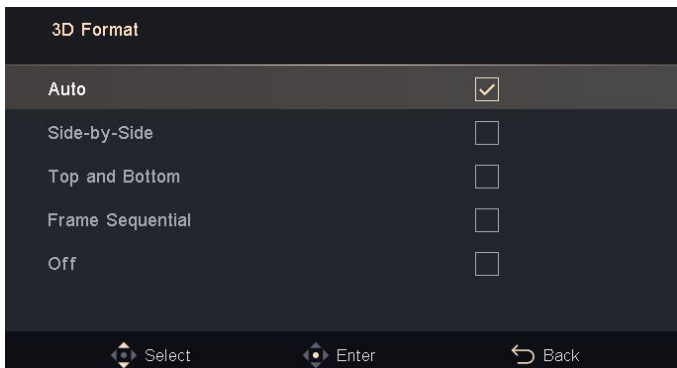 3D Format
Auto
Side-by-Side
Top and Bottom
Frame Sequential
Off
Select Enter Back